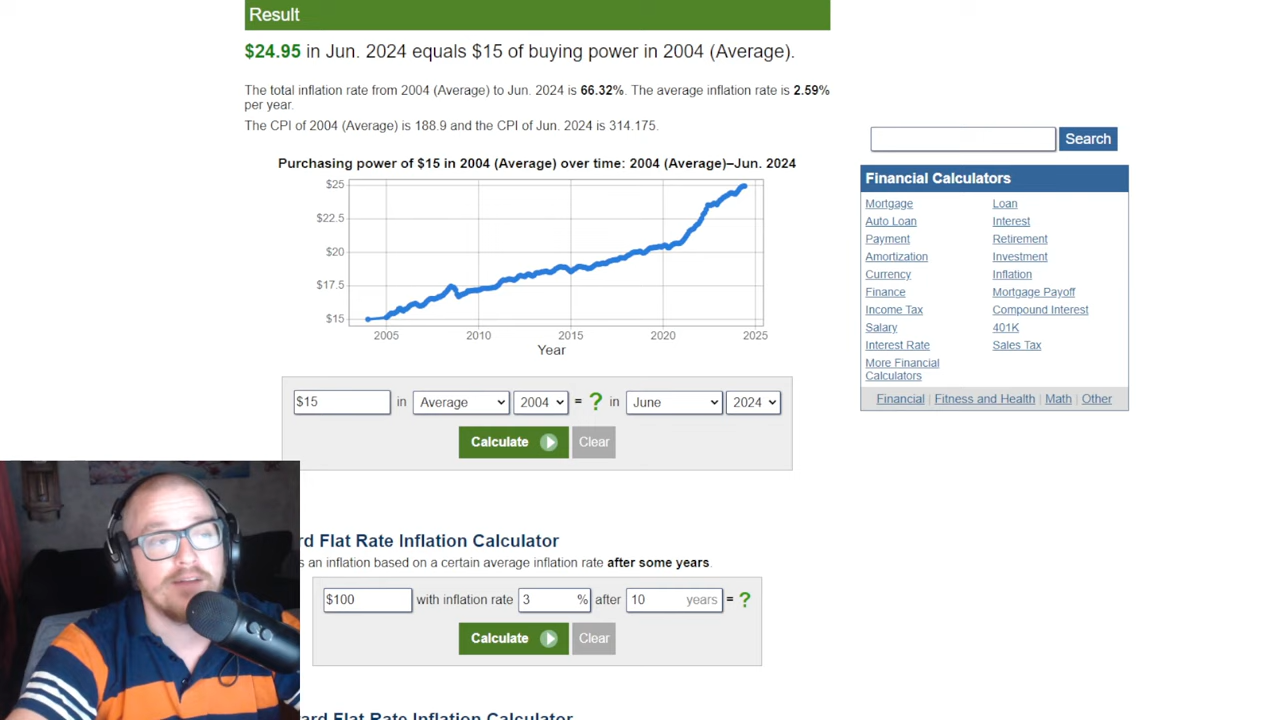 Result
$24.95 in Jun. 2024 equals $15 of buying power in 2004 (Average).
The total inflation rate from 2004 (Average) to Jun. 2024 is 66.32%. The average inflation rate is 2.59%
per year.
The CPI of 2004 (Average) is 188.9 and the CPI of Jun. 2024 is 314.175.
Purchasing power of $15 in 2004 (Average) over time: 2004 (Average)–Jun. 2024
$25
$22.5
$20
$17.5
$15
2005 2010 2015 2020 2025
Year
$15 in Average 2004 = ? in June 2024
Calculate Clear
rd Flat Rate Inflation Calculator
s an inflation based on a certain average inflation rate after some years.
$100 with inflation rate 3 % after 10 years = ?
Calculate Clear
ard Flat Rate Inflation Calculator
Search
Financial Calculators
Mortgage Loan
Auto Loan Interest
Payment Retirement
Amortization Investment
Currency Inflation
Finance Mortgage Payoff
Income Tax Compound Interest
Salary 401K
Interest Rate Sales Tax
More Financial
Calculators
Financial | Fitness and Health | Math | Other